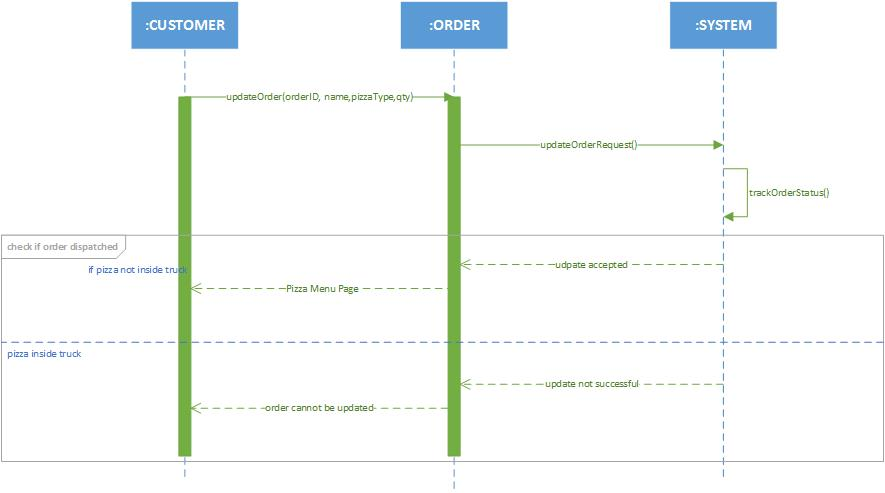 :CUSTOMER
:ORDER
:SYSTEM
updateOrder(orderID, name,pizzaType,qty)
updateOrderRequest()
trackOrderStatus()
check if order dispatched
if pizza not inside truck
udpate accepted
Pizza Menu Page
pizza inside truck
update not successful
order cannot be updated